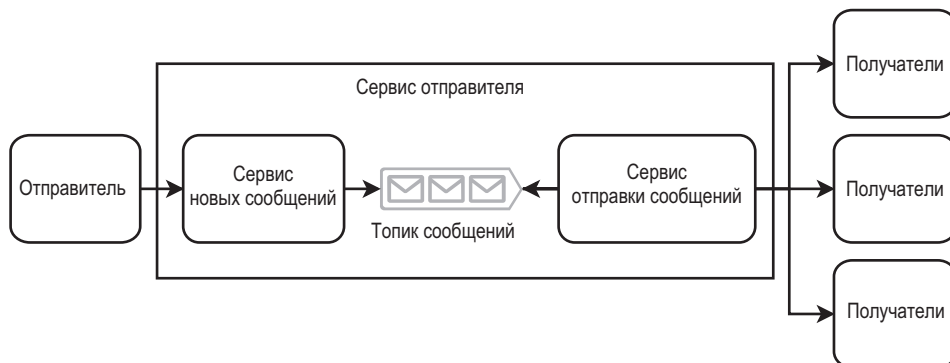 Получатели
Сервис отправителя
Отправитель
Сервис
новых сообщений
Топик сообщений
Сервис
отправки сообщений
Получатели
Получатели